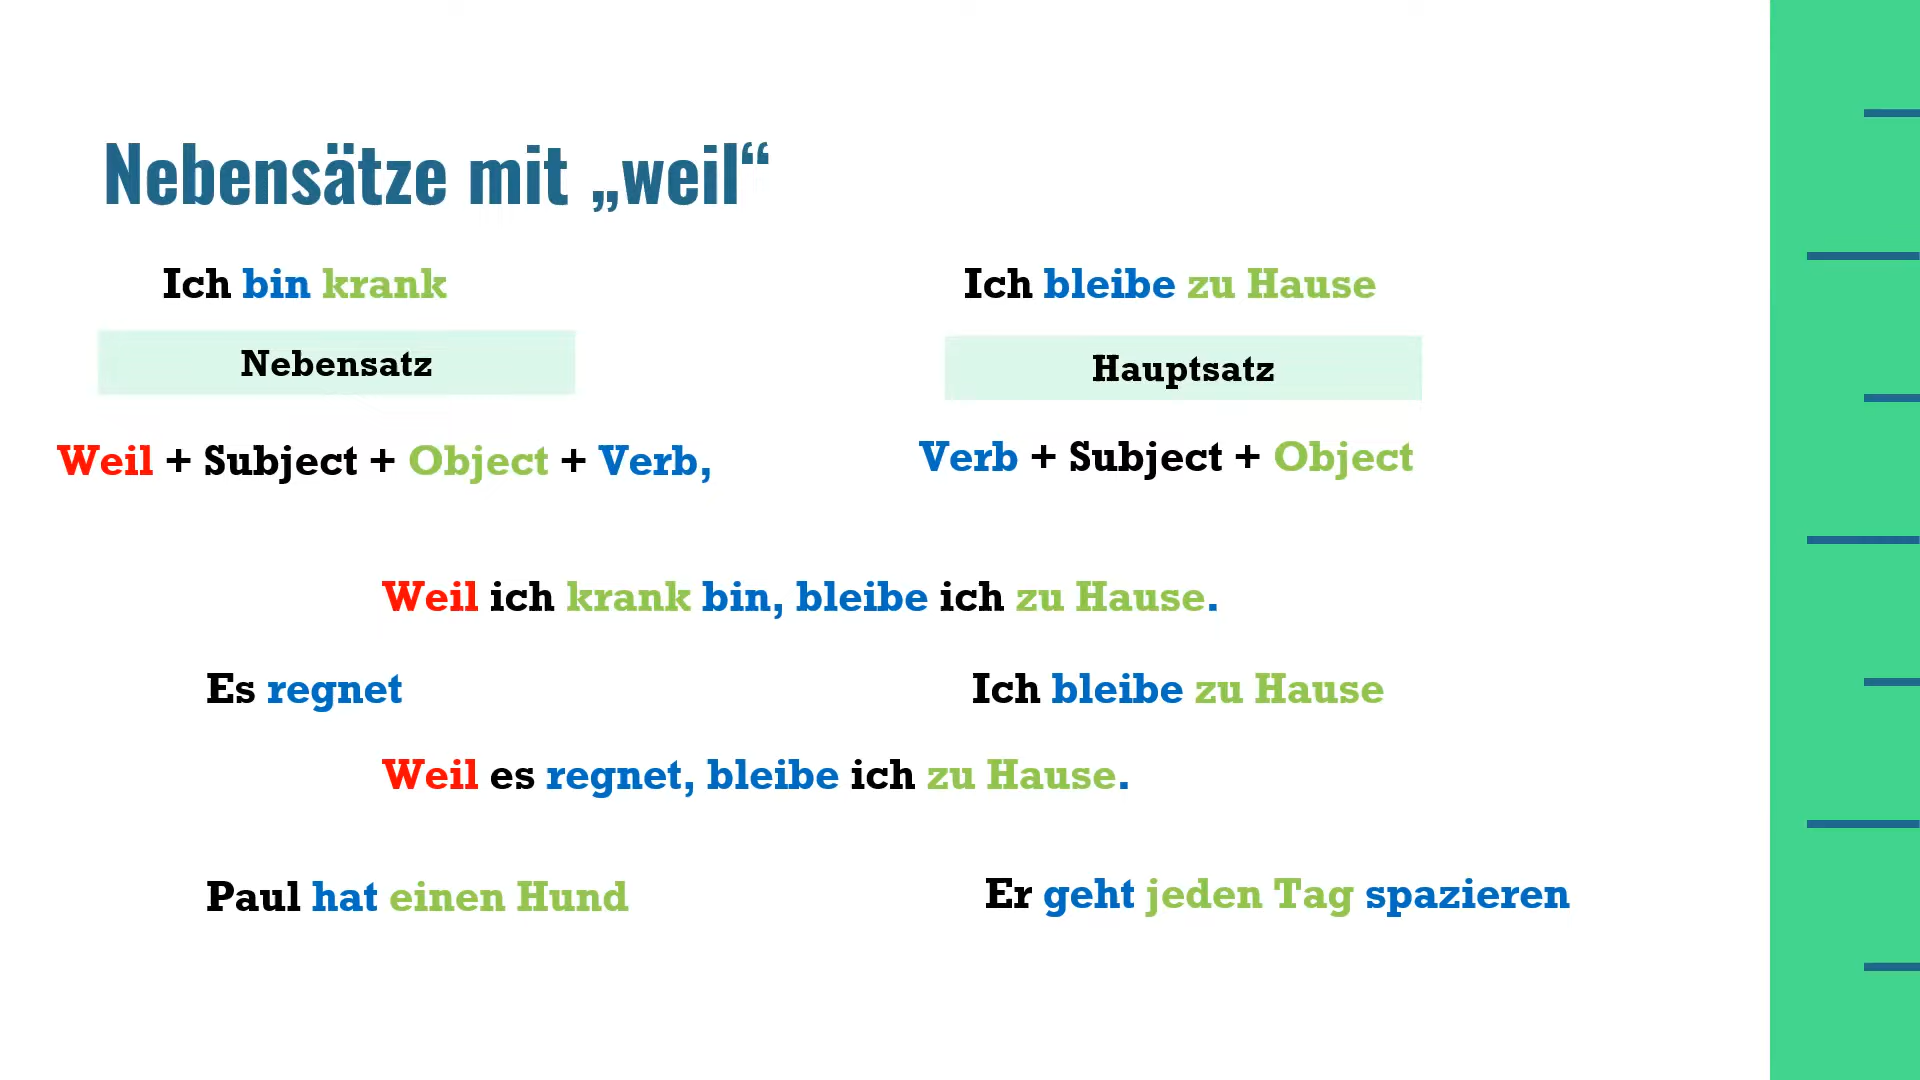 Nebensätze mit „weil“
Ich bin krank
Ich bleibe zu Hause
Nebensatz
Hauptsatz
Weil + Subject + Object + Verb,
Verb + Subject + Object
Weil ich krank bin, bleibe ich zu Hause.
Es regnet
Ich bleibe zu Hause
Weil es regnet, bleibe ich zu Hause.
Paul hat einen Hund
Er geht jeden Tag spazieren